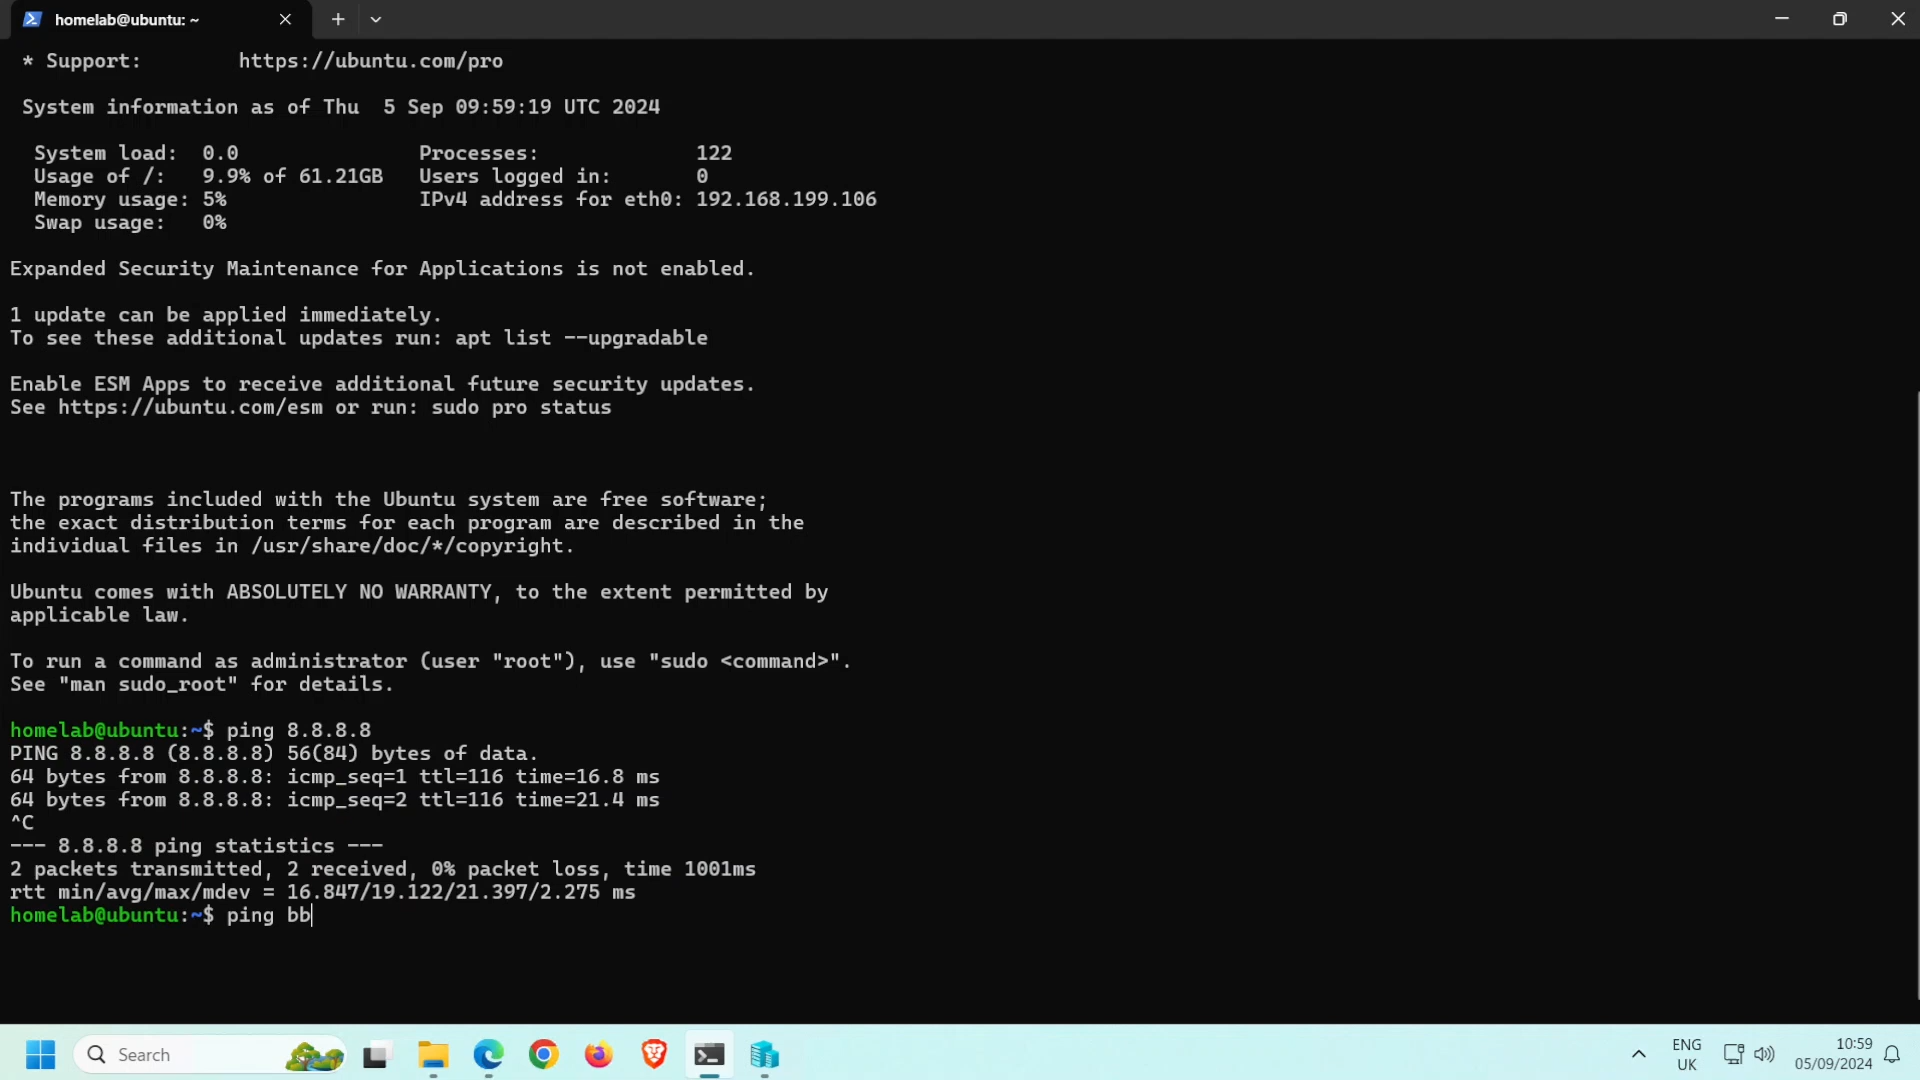 homelab@ubuntu: ~
* Support:        https://ubuntu.com/pro
System information as of Thu  5 Sep 09:59:19 UTC 2024
System load:  0.0               Processes:             122
Usage of /:   9.9% of 61.21GB   Users logged in:       0
Memory usage: 5%                IPv4 address for eth0: 192.168.199.106
Swap usage:   0%
Expanded Security Maintenance for Applications is not enabled.
1 update can be applied immediately.
To see these additional updates run: apt list --upgradable
Enable ESM Apps to receive additional future security updates.
See https://ubuntu.com/esm or run: sudo pro status
The programs included with the Ubuntu system are free software;
the exact distribution terms for each program are described in the
individual files in /usr/share/doc/*/copyright.
Ubuntu comes with ABSOLUTELY NO WARRANTY, to the extent permitted by
applicable law.
To run a command as administrator (user "root"), use "sudo <command>".
See "man sudo_root" for details.
homelab@ubuntu:~$ ping 8.8.8.8
PING 8.8.8.8 (8.8.8.8) 56(84) bytes of data.
64 bytes from 8.8.8.8: icmp_seq=1 ttl=116 time=16.8 ms
64 bytes from 8.8.8.8: icmp_seq=2 ttl=116 time=21.4 ms
^C
--- 8.8.8.8 ping statistics ---
2 packets transmitted, 2 received, 0% packet loss, time 1001ms
rtt min/avg/max/mdev = 16.847/19.122/21.397/2.275 ms
homelab@ubuntu:~$ ping bb
Search
ENG
UK
10:59
05/09/2024